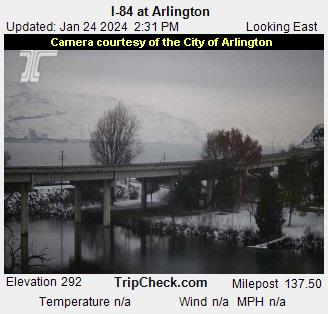 I-84 at Arlington
Updated: Jan 24 2024 2:31 PM Looking East
Camera courtesy of the City of Arlington
Elevation 292 TripCheck.com Milepost 137.50
Temperature n/a Wind n/a MPH n/a